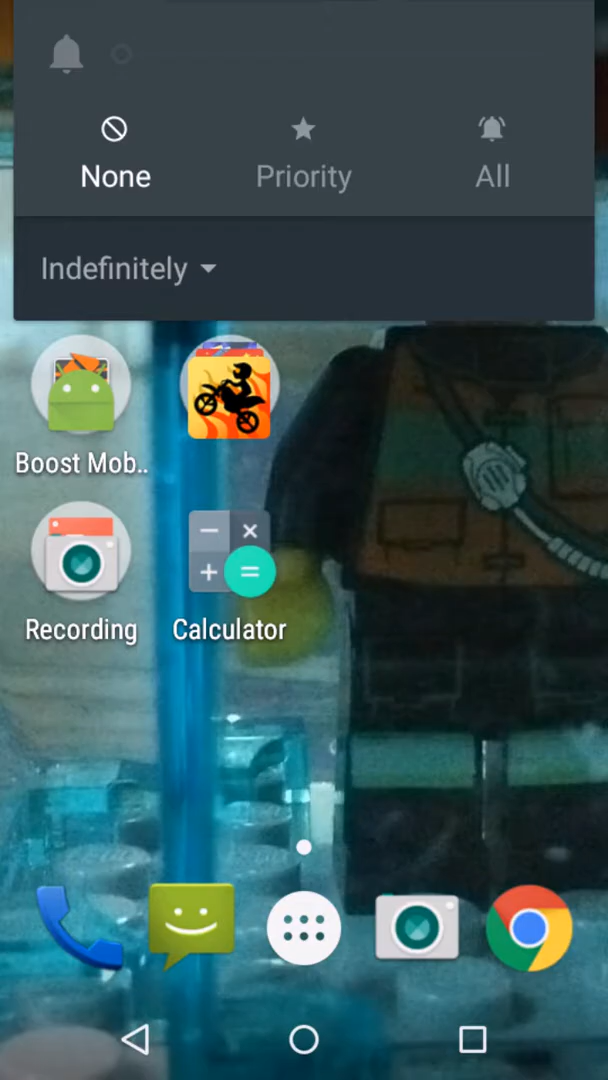 None Priority All
Indefinitely
Boost Mob..
Recording Calculator